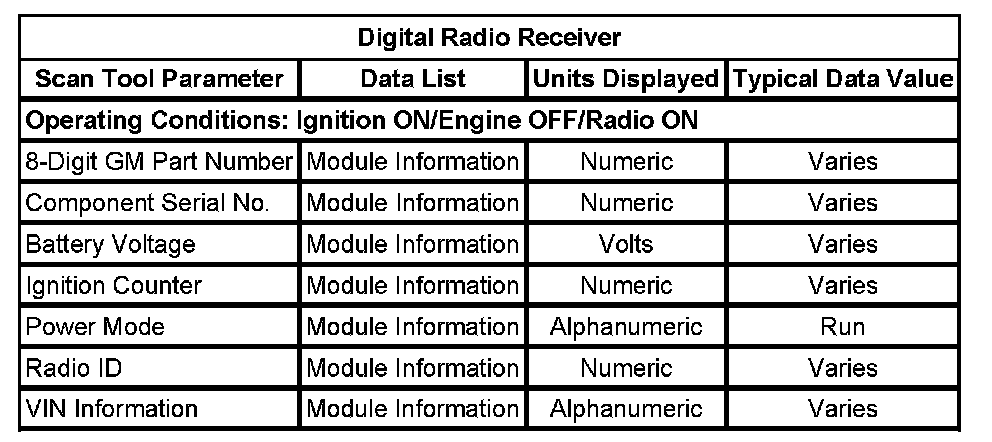 Digital Radio Receiver
Scan Tool Parameter Data List Units Displayed Typical Data Value
Operating Conditions: Ignition ON/Engine OFF/Radio ON
8-Digit GM Part Number Module Information Numeric Varies
Component Serial No. Module Information Numeric Varies
Battery Voltage Module Information Volts Varies
Ignition Counter Module Information Numeric Varies
Power Mode Module Information Alphanumeric Run
Radio ID Module Information Numeric Varies
VIN Information Module Information Alphanumeric Varies